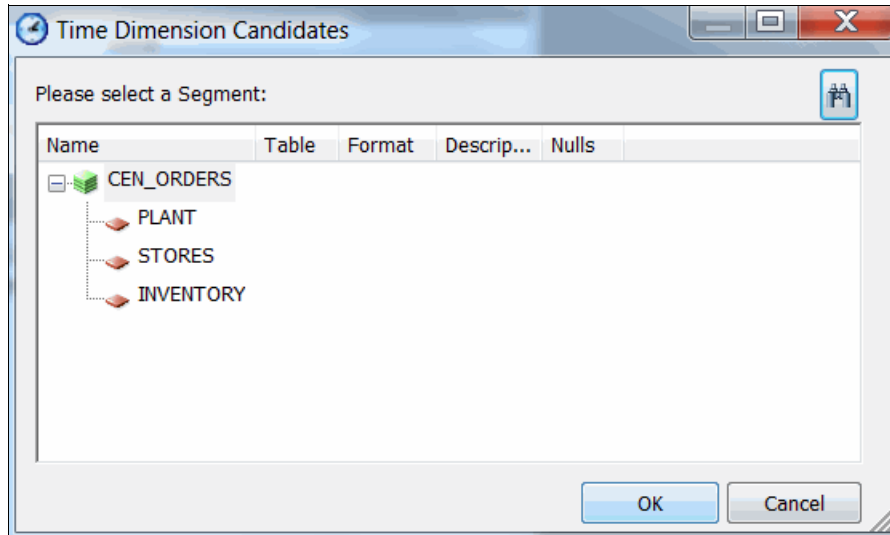 Time Dimension Candidates
Please select a Segment:
Name Table Format Descrip... Nulls
CEN_ORDERS
PLANT
STORES
INVENTORY
OK Cancel